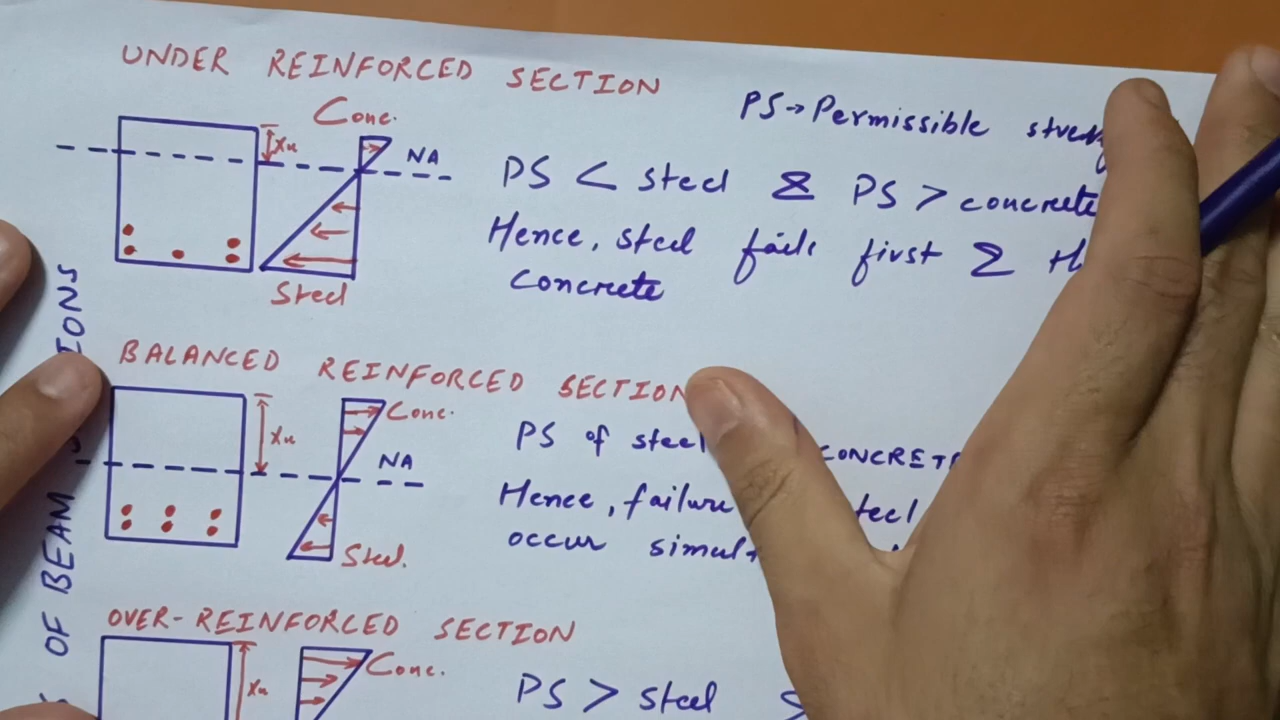 UNDER REINFORCED SECTION
Conc.
Xu
NA
Steel
PS→Permissible
PS < steel & PS > concrete
Hence, steel fails first &
concrete
BALANCED REINFORCED SECTION
Conc.
Xu
NA
Steel.
PS of steel CONCRETE
Hence, failure steel
occur
OVER-REINFORCED SECTION
Conc.
Xu
PS > steel
OF BEAM